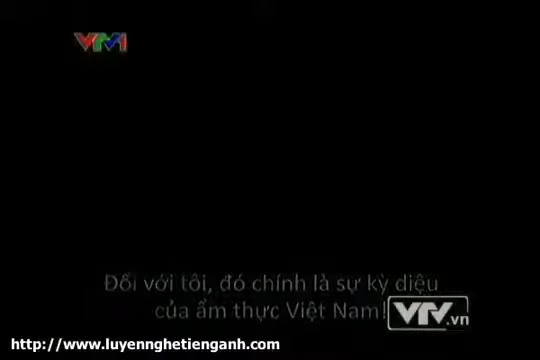 VTV1
Đối với tôi, đó chính là sự kỳ diệu
của ẩm thực Việt Nam!
VTV.vn
http://www.luyennghetienganh.com